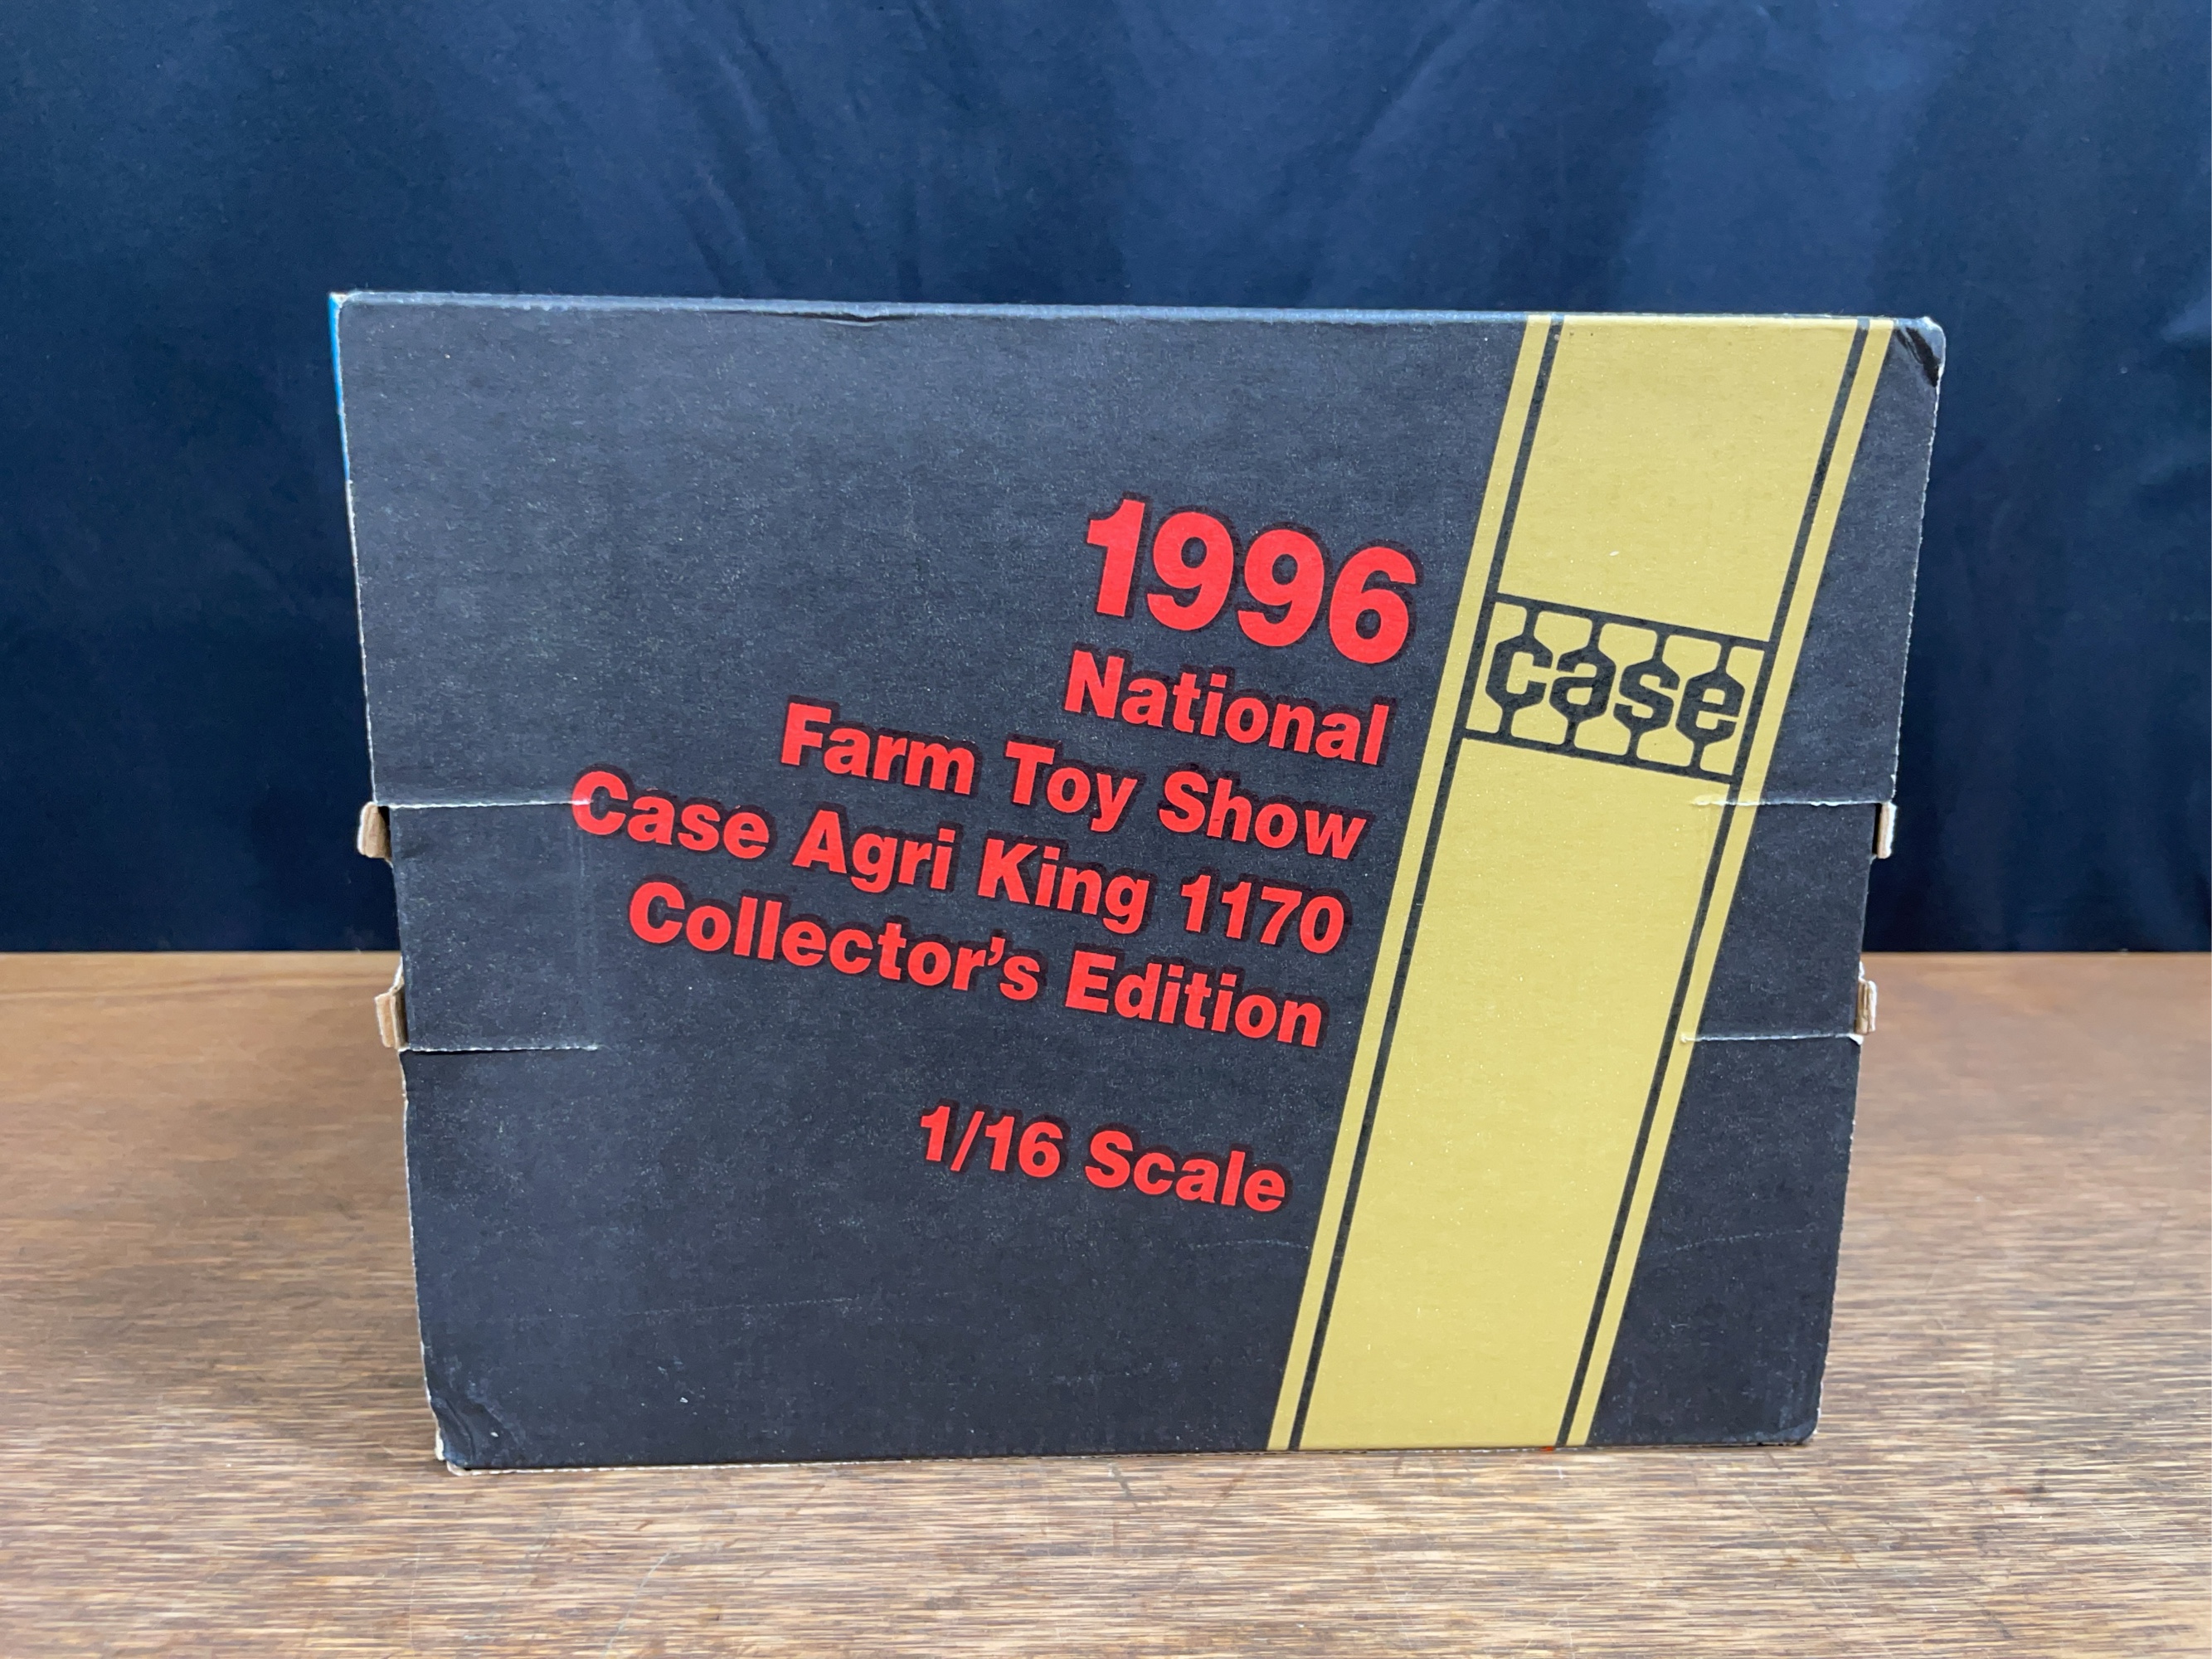 1996
National
Farm Toy Show
Case Agri King 1170
Collector's Edition
1/16 Scale
case